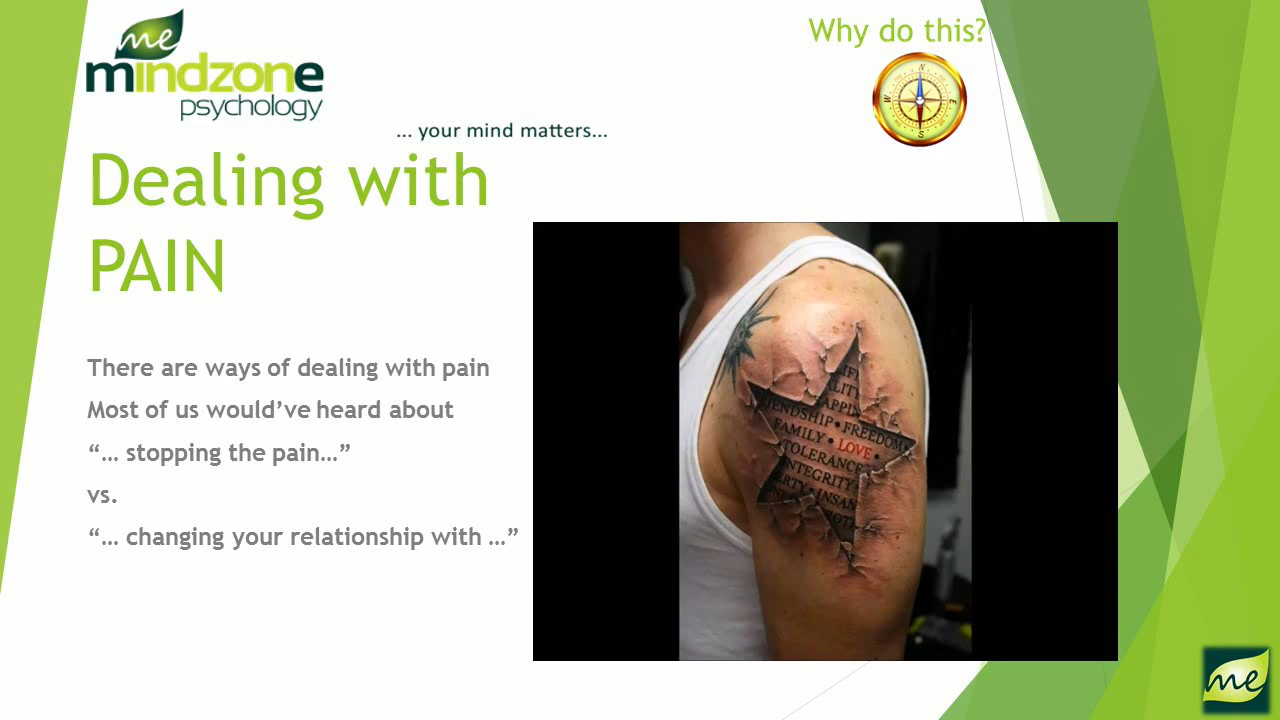 Why do this?
me
mindzone
psychology
N
W E
S
... your mind matters...
Dealing with
PAIN
There are ways of dealing with pain
Most of us would’ve heard about
“… stopping the pain…”
vs.
“… changing your relationship with …”
FREEDOM
FAMILY • LOVE •
TOLERANCE
INTEGRITY
me